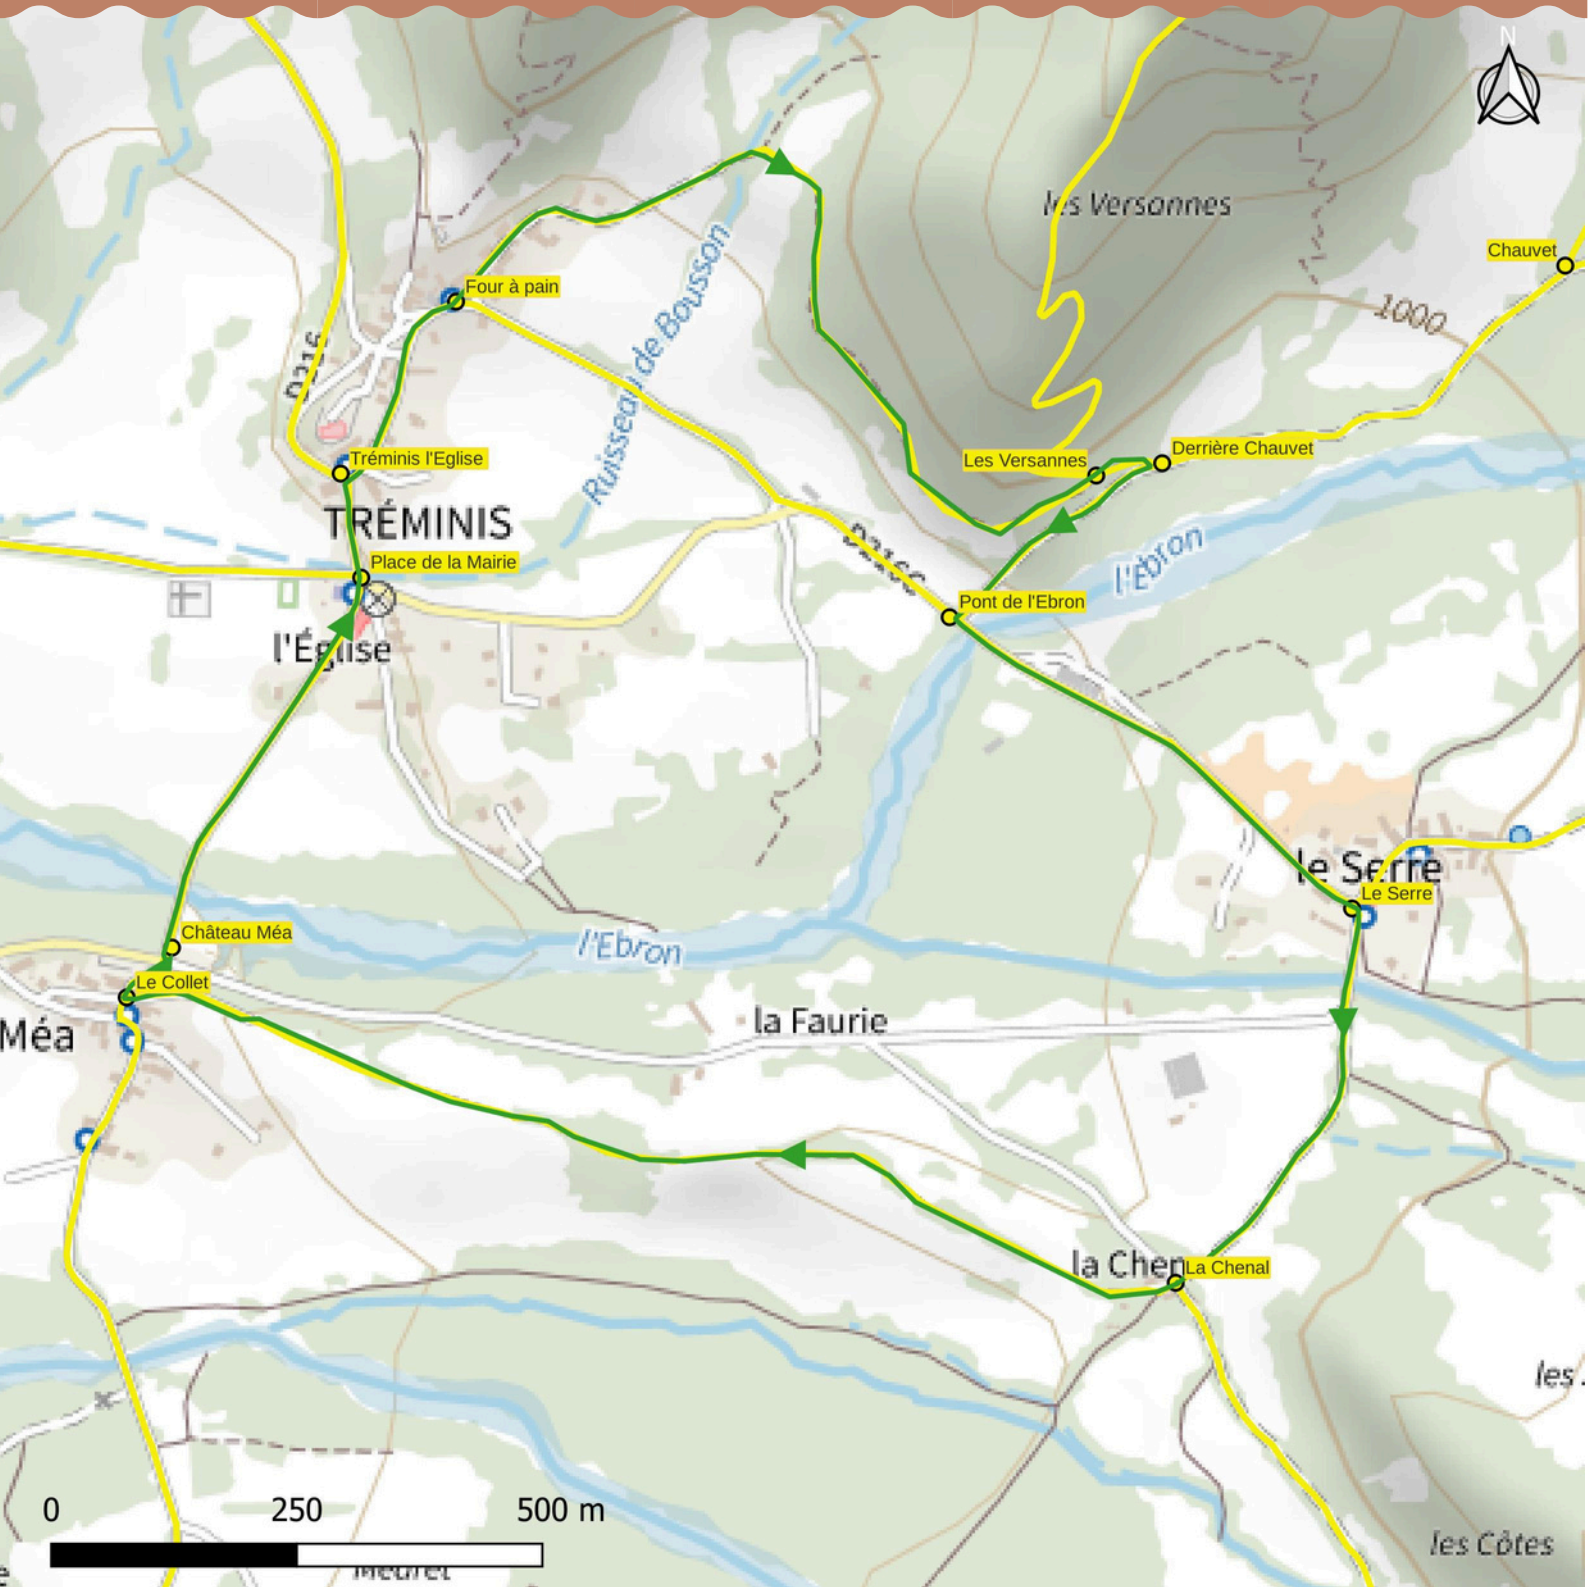 N
les Versannes
Chauvet
1000
Four à pain
Ruisseau de Bousson
D216
Tréminis l'Eglise
Les Versannes
Derrière Chauvet
TRÉMINIS
D216c
l'Ébron
Place de la Mairie
Pont de l'Ebron
l'Église
le Serre
Le Serre
Château Méa
l'Ebron
Le Collet
la Faurie
Méa
la Chen
La Chenal
les
0 250 500 m
les Côtes